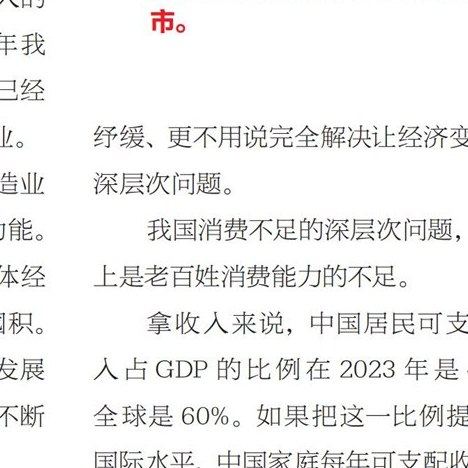 年我
已经
业。
造业
能。
体经
积。
发展
不断
市。
纾缓、更不用说完全解决让经济变
深层次问题。
我国消费不足的深层次问题，
上是老百姓消费能力的不足。
拿收入来说，中国居民可支
入占 GDP 的比例在 2023 年是
全球是 60%。如果把这一比例提
国际水平，中国家庭每年可支配收